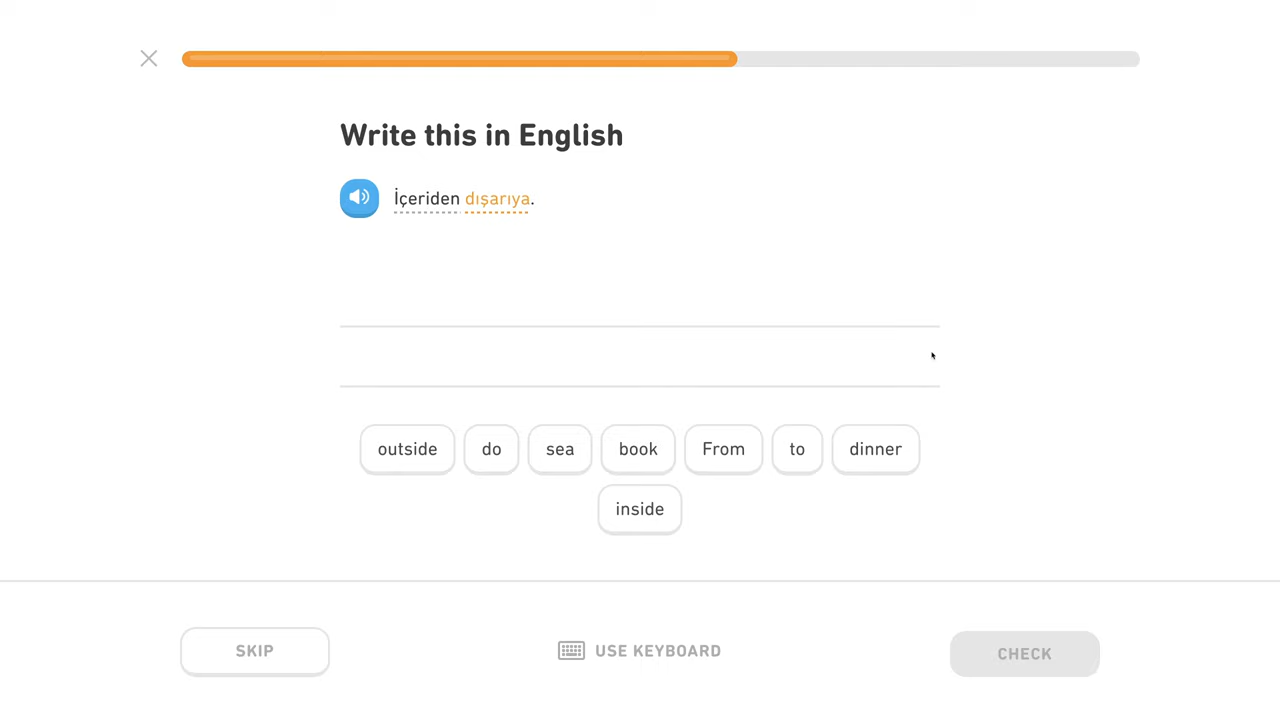 Write this in English
İçeriden dışarıya.
outside do sea book From to dinner
inside
SKIP USE KEYBOARD CHECK